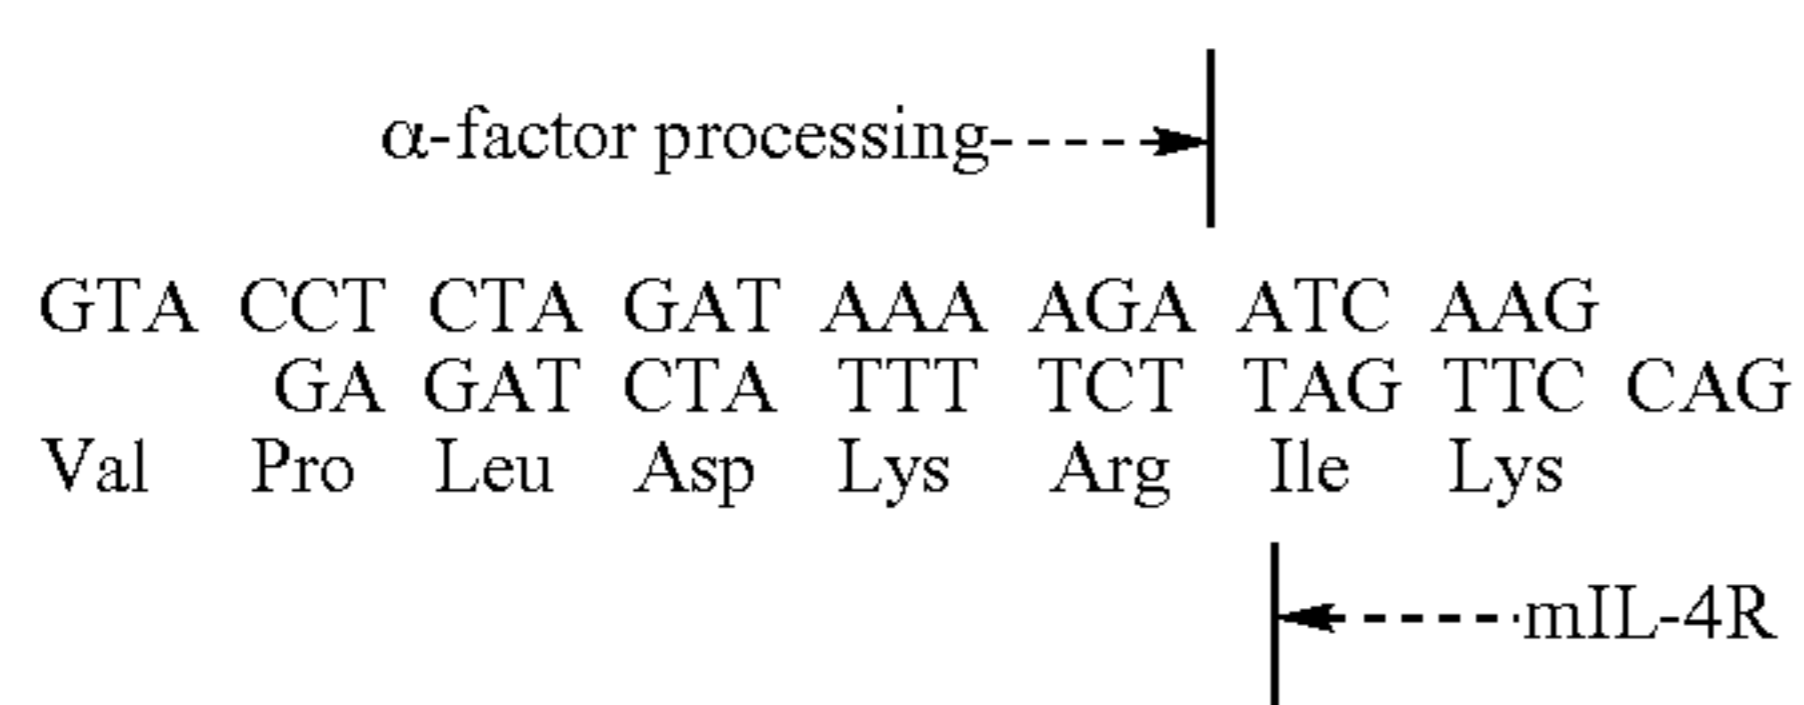 α-factor processing
GTA CCT CTA GAT AAA AGA ATC AAG
GA GAT CTA TTT TCT TAG TTC CAG
Val Pro Leu Asp Lys Arg Ile Lys
mIL-4R